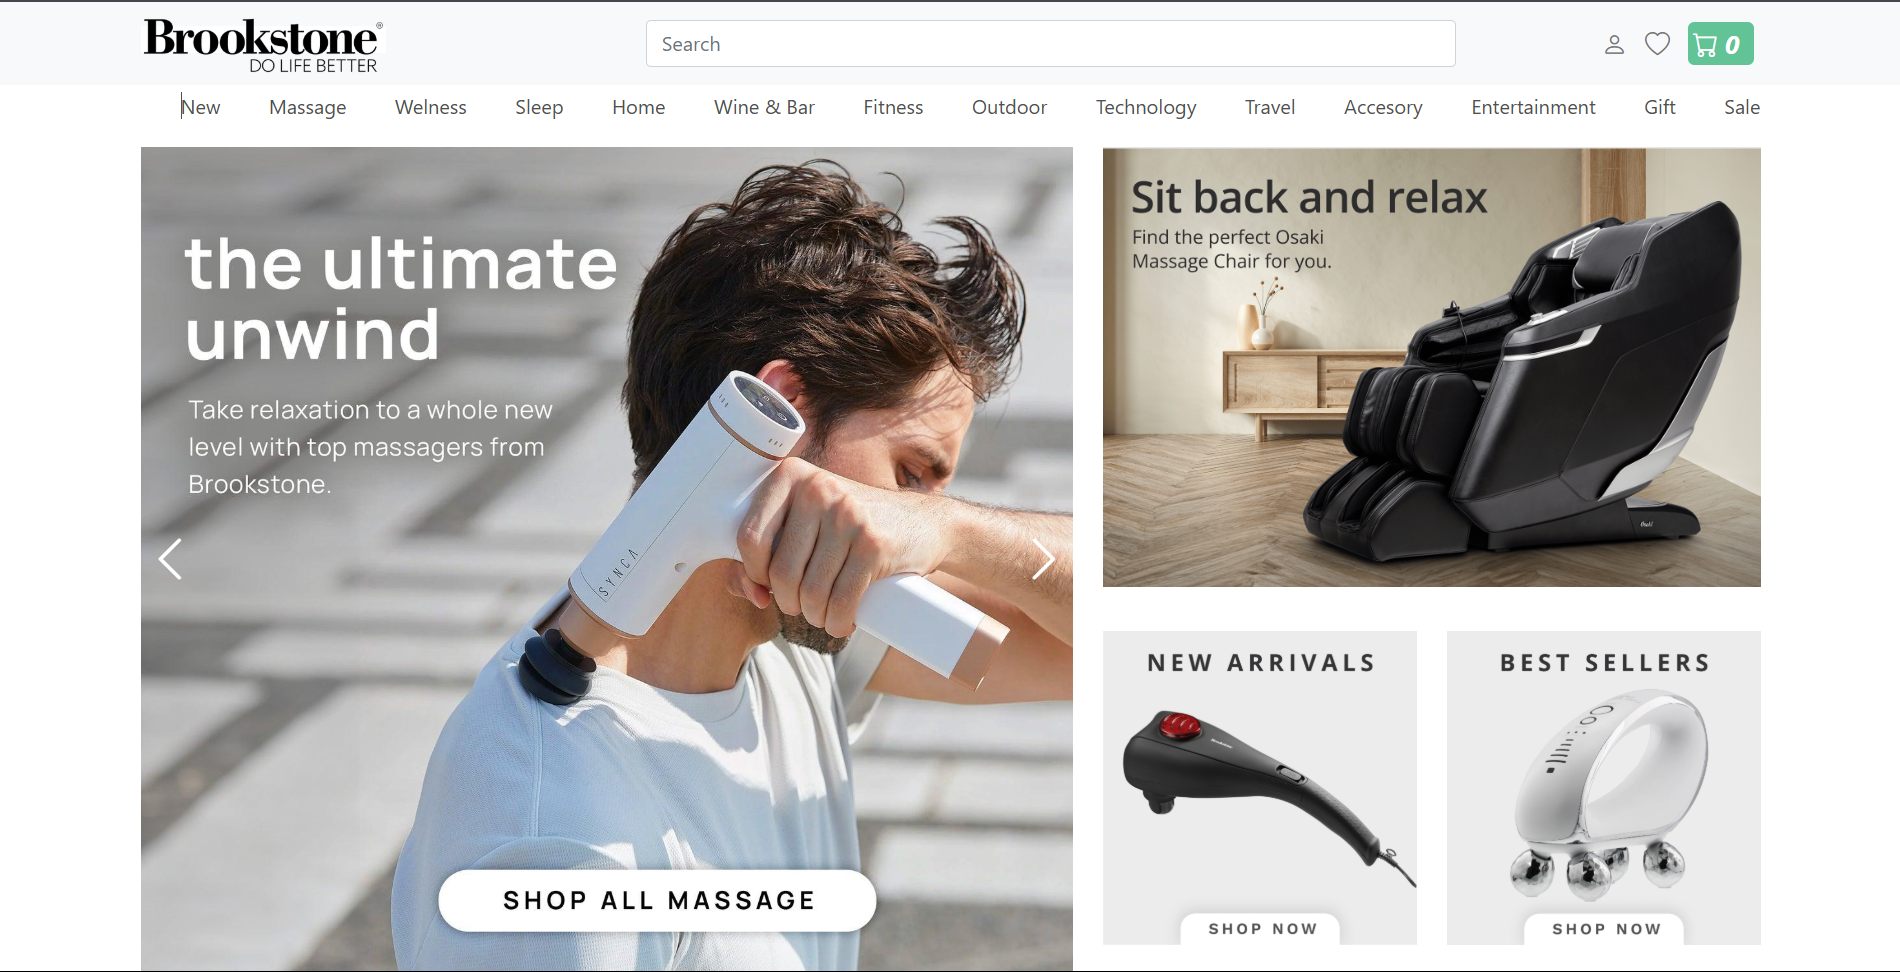 Brookstone®
DO LIFE BETTER
Search
0
New Massage Welness Sleep Home Wine & Bar Fitness Outdoor Technology Travel Accesory Entertainment Gift Sale
the ultimate
unwind
Take relaxation to a whole new
level with top massagers from
Brookstone.
SYNCA
SHOP ALL MASSAGE
Sit back and relax
Find the perfect Osaki
Massage Chair for you.
Osaki
NEW ARRIVALS
SHOP NOW
BEST SELLERS
SHOP NOW